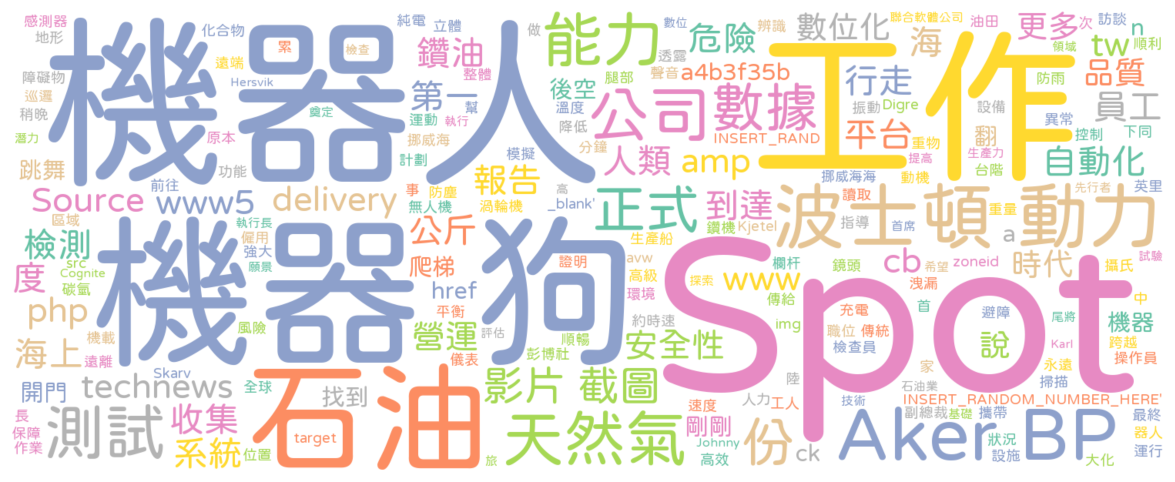 機器人
工作
機器狗
Spot
石油
波士頓動力
Aker BP
天然氣
測試
能力
公司
數據
正式
份
海
危險
數位化
更多
tw
n
品質
行走
平台
員工
翻
自動化
鑽油
第一
後空
a4b3f35b
INSERT_RAND
人類
amp
報告
到達
時代
a
cb
www
說
機器
安全性
影片 截圖
剛剛
ck
營運
爬梯
href
公斤
delivery
Source
www5
跳舞
檢測
度
php
海上
開門
technews
找到
收集
系統
感測器
地形
化合物
純電
立體
遠端
障礙物
巡邏
稍晚
潛力
Hersvik
奠定
原本
功能
累
檢查
整體
幫
運動
執行
計劃
挪威海
做
腿部
溫度
聲音
透露
降低
分鐘
模擬
數位
辨識
聯合軟體公司
油田
訪談
次
順利
領域
防雨
振動
Digre
設備
異常
控制
下同
重物
提高
生產力
台階
動機
挪威海海
讀取
先行者
英里
重量
指導
首席
鑽機
Kjetel
zoneid
攝氏
試驗
區域
前往
執行長
僱用
強大
願景
src
Cognite
碳氫
無人機
事
防塵
渦輪機
高
_blank'
證明
生產船
avw
高級
環境
探索
欄杆
傳給
鏡頭
希望
洩漏
img
充電
首
避障
中
尾將
Karl
跨越
操作員
職位
傳統
檢查員
家
永遠
掃描
石油業
INSERT_RANDOM_NUMBER_HERE'
機載
遠離
風險
平衡
儀表
評估
順暢
彭博社
約時速
Skarv
全球
長
保障
作業
位置
target
旅
速度
Johnny
高效
陸
人力
工人
技術
副總裁
基礎
攜帶
狀況
設施
最終
器人
運行
大化